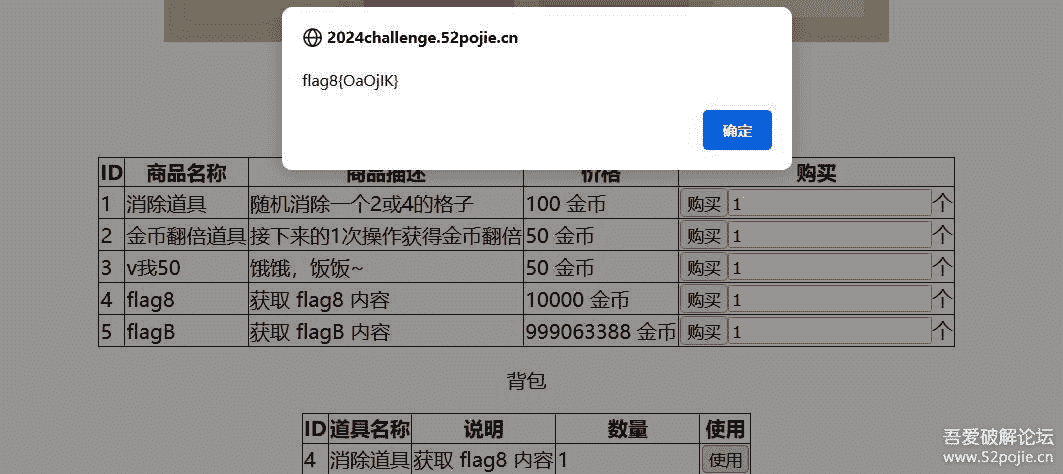 2024challenge.52pojie.cn
flag8{OaOjIK}
确定
ID 商品名称 商品描述 价格 购买
1 消除道具 随机消除一个2或4的格子 100 金币 购买 1 个
2 金币翻倍道具 接下来的1次操作获得金币翻倍 50 金币 购买 1 个
3 v我50 饿饿，饭饭~ 50 金币 购买 1 个
4 flag8 获取 flag8 内容 10000 金币 购买 1 个
5 flagB 获取 flagB 内容 999063388 金币 购买 1 个
背包
ID 道具名称 说明 数量 使用
4 消除道具 获取 flag8 内容 1 使用
吾爱破解论坛
www.52pojie.cn